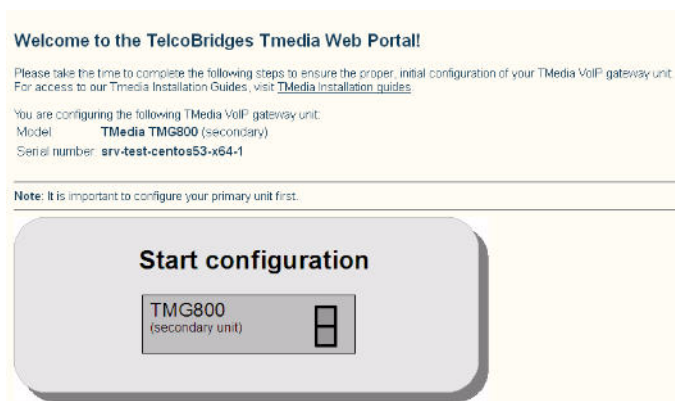 Welcome to the TelcoBridges Tmedia Web Portal!
Please take the time to complete the following steps to ensure the proper, initial configuration of your TMedia VoIP gateway unit.
For access to our Tmedia Installation Guides, visit TMedia Installation guides
You are configuring the following TMedia VoIP gateway unit:
Model TMedia TMG800 (secondary)
Serial number srv-test-centos53-x64-1
Note: It is important to configure your primary unit first.
Start configuration
TMG800
(secondary unit)